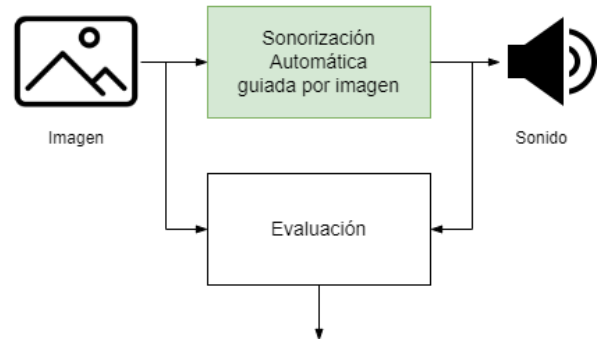 Sonorización
Automática
guiada por imagen
Imagen
Sonido
Evaluación